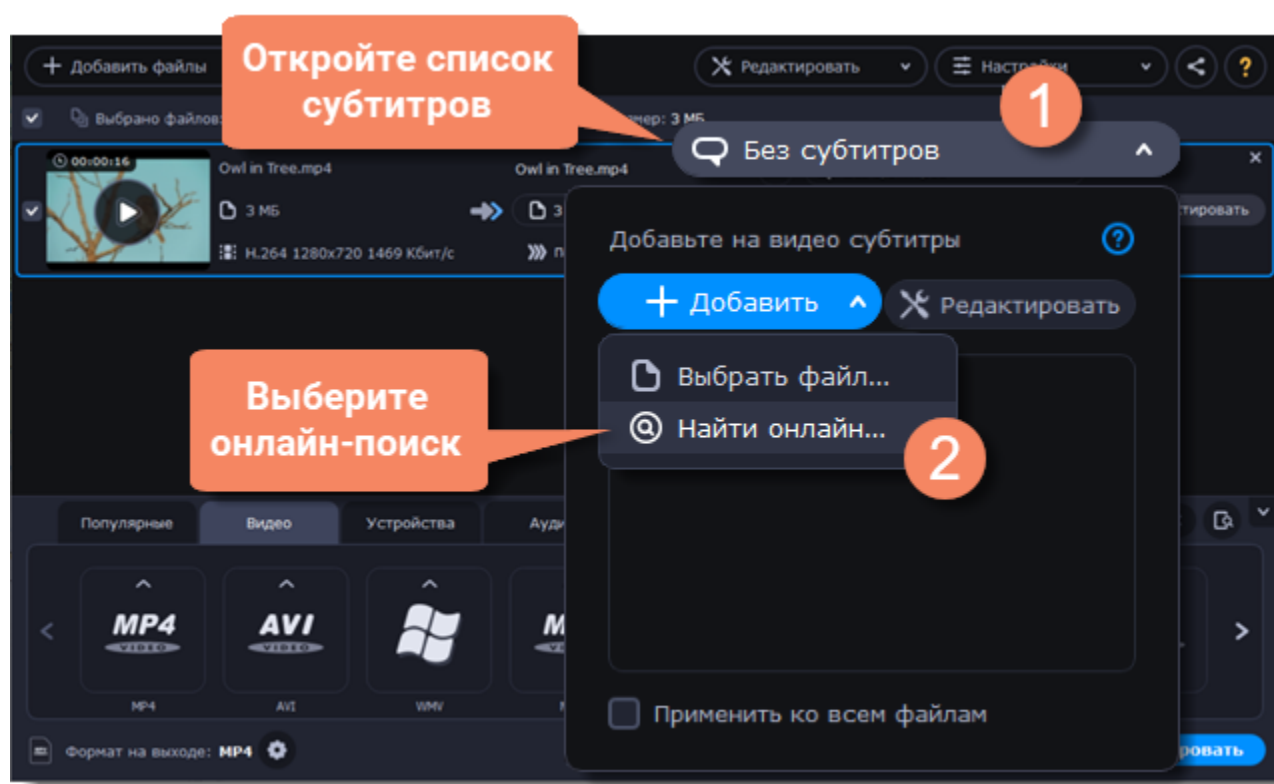 Откройте список
субтитров
Добавить файлы
Редактировать
Настройки
1
?
Выбрано файлов:
3 МБ
Без субтитров
00:00:16
Owl in Tree.mp4
3 МБ
H.264 1280x720 1469 Кбит/с
Owl in Tree.mp4
3
Добавьте на видео субтитры
?
Добавить
Редактировать
Выбрать файл...
Найти онлайн...
2
Выберите
онлайн-поиск
Популярные
Видео
Устройства
MP4
VIDEO
MP4
AVI
VIDEO
AVI
WMV
Применить ко всем файлам
Формат на выходе: MP4